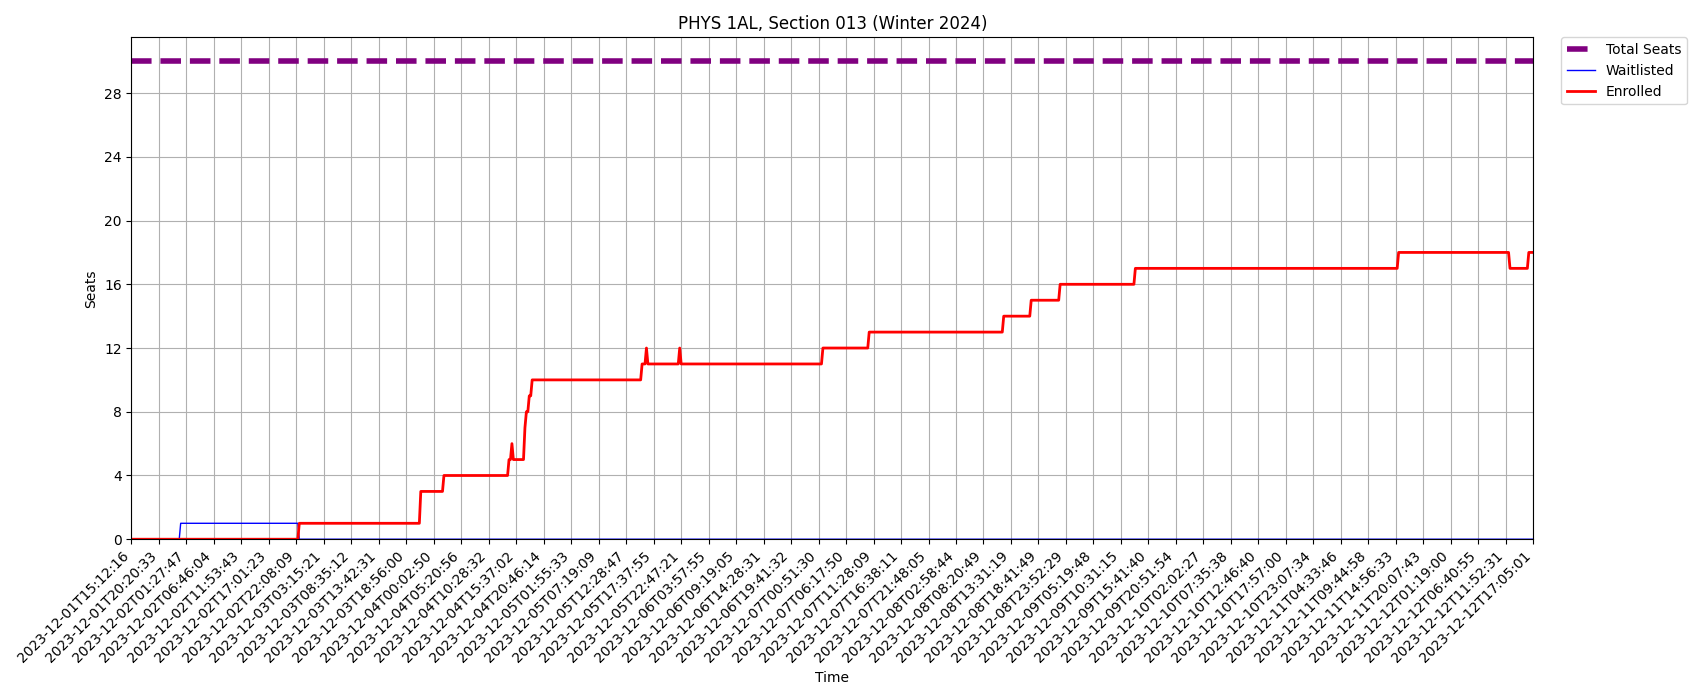 PHYS 1AL, Section 013 (Winter 2024)
Total Seats
Waitlisted
Enrolled
Seats
28
24
20
16
12
8
4
0
2023-12-01T15:12:16
2023-12-01T20:20:33
2023-12-02T01:27:47
2023-12-02T06:46:04
2023-12-02T11:53:43
2023-12-02T17:01:23
2023-12-02T22:08:09
2023-12-03T03:15:21
2023-12-03T08:35:12
2023-12-03T13:42:31
2023-12-03T18:56:00
2023-12-04T00:02:50
2023-12-04T05:20:56
2023-12-04T10:28:32
2023-12-04T15:37:02
2023-12-04T20:46:14
2023-12-05T01:55:33
2023-12-05T07:19:09
2023-12-05T12:28:47
2023-12-05T17:37:55
2023-12-05T22:47:21
2023-12-06T03:57:55
2023-12-06T09:19:05
2023-12-06T14:28:31
2023-12-06T19:41:32
2023-12-07T00:51:30
2023-12-07T06:17:50
2023-12-07T11:28:09
2023-12-07T16:38:11
2023-12-07T21:48:05
2023-12-08T02:58:44
2023-12-08T08:20:49
2023-12-08T13:31:19
2023-12-08T18:41:49
2023-12-08T23:52:29
2023-12-09T05:19:48
2023-12-09T10:31:15
2023-12-09T15:41:40
2023-12-09T20:51:54
2023-12-10T02:02:27
2023-12-10T07:35:38
2023-12-10T12:46:40
2023-12-10T17:57:00
2023-12-10T23:07:34
2023-12-11T04:33:46
2023-12-11T09:44:58
2023-12-11T14:56:33
2023-12-11T20:07:43
2023-12-12T01:19:00
2023-12-12T06:40:55
2023-12-12T11:52:31
2023-12-12T17:05:01
Time